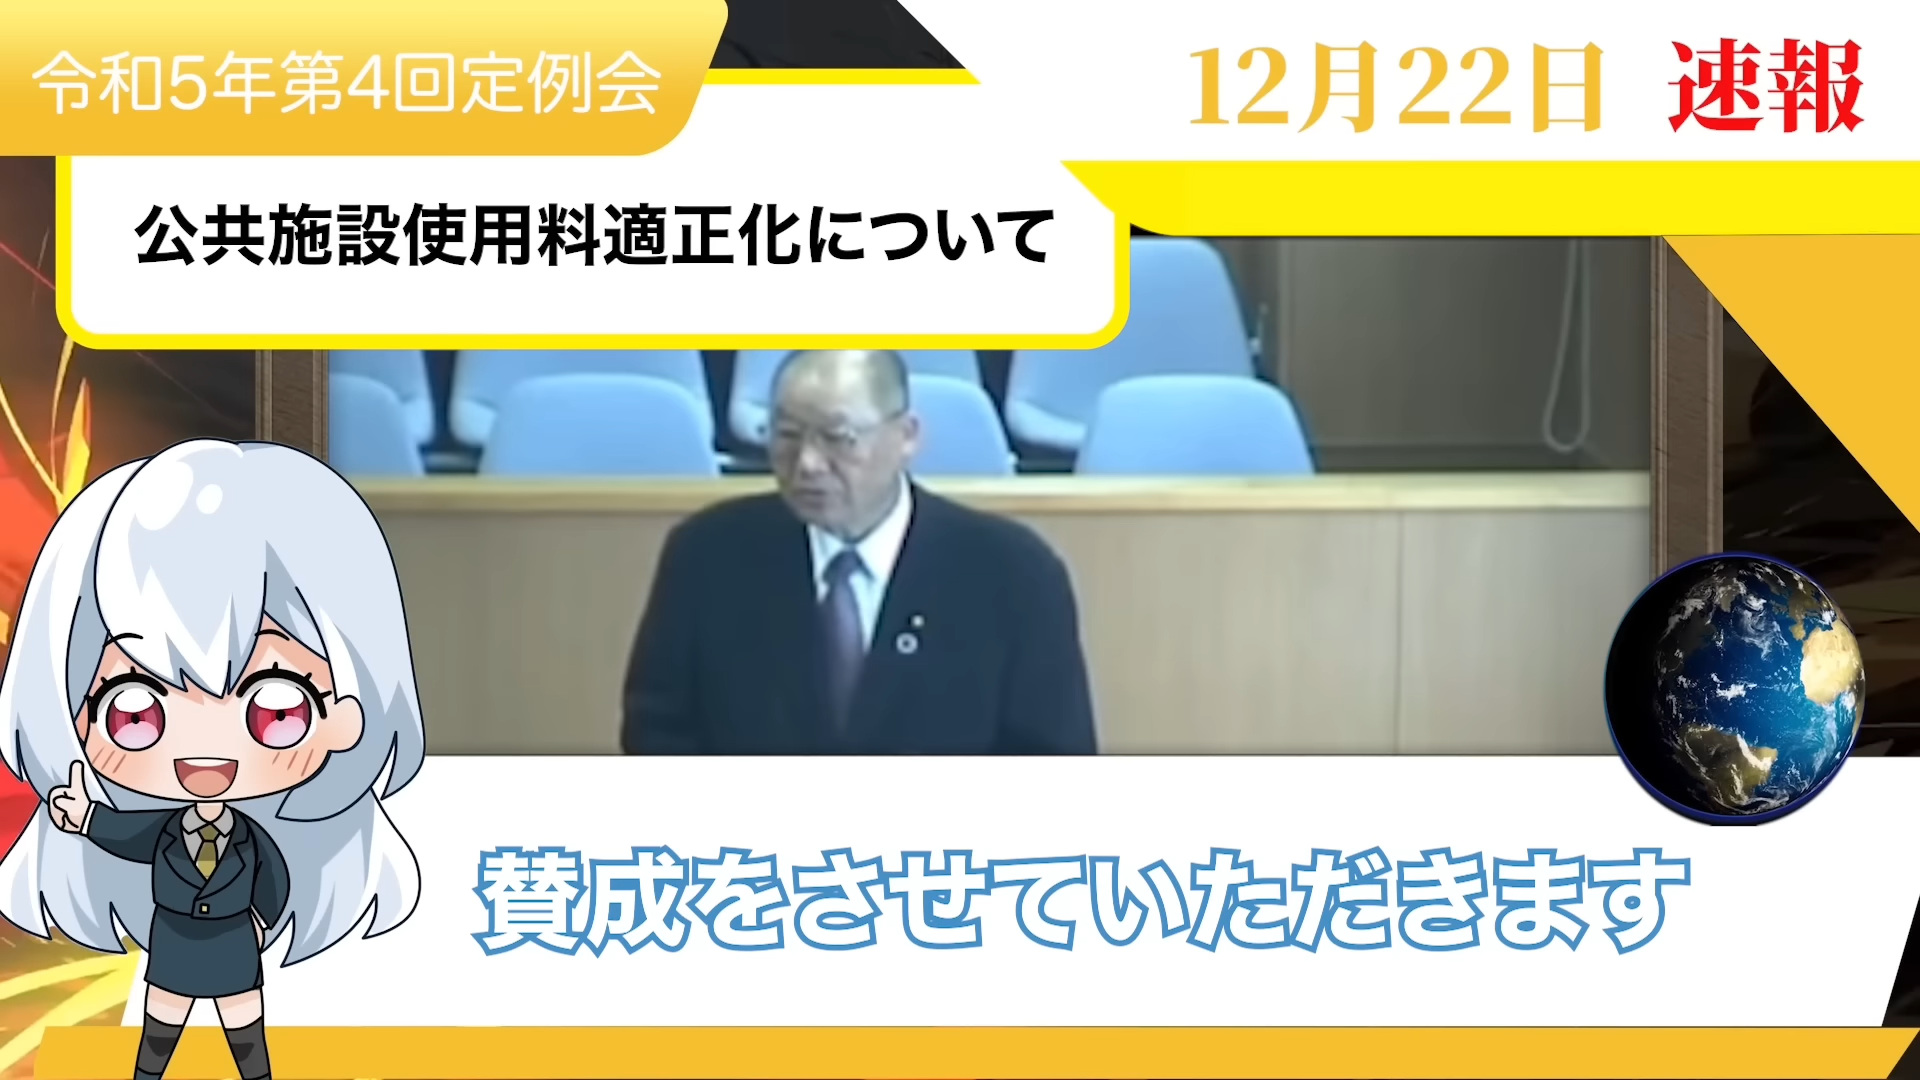 令和5年第4回定例会
12月22日 速報
公共施設使用料適正化について
賛成をさせていただきます